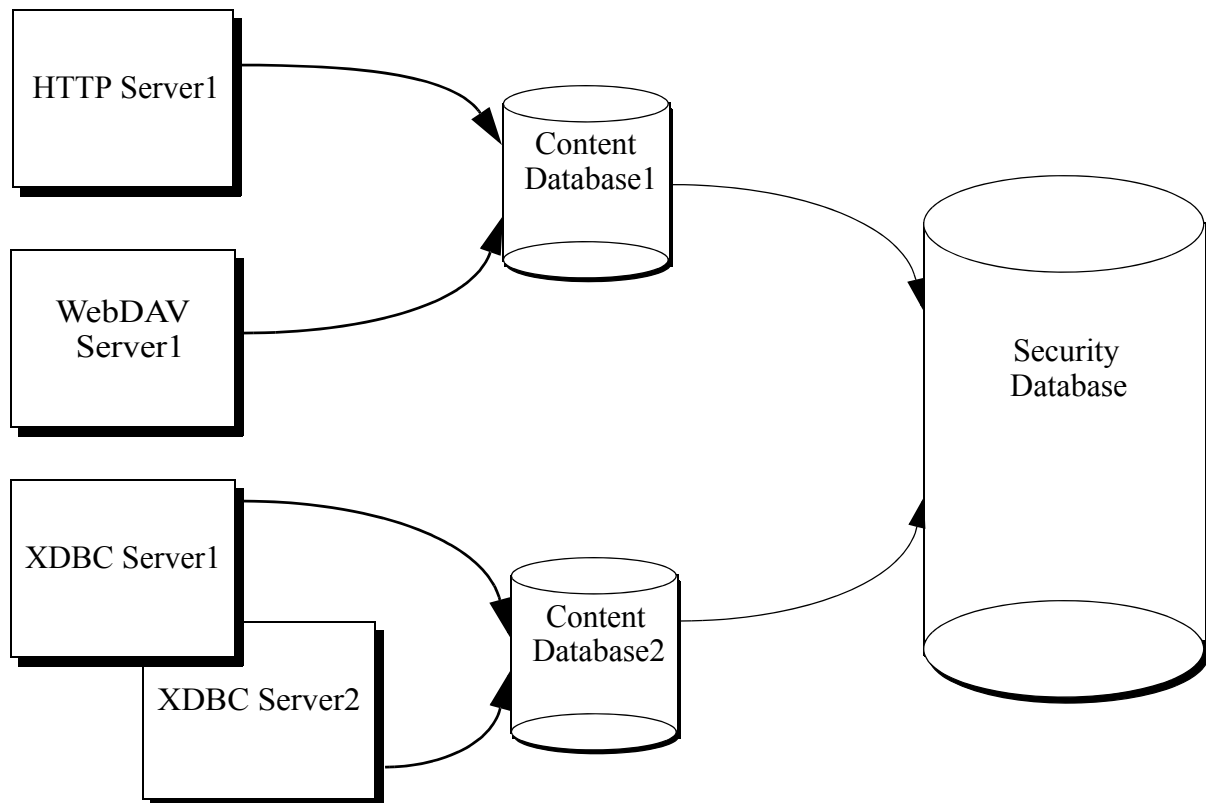 HTTP Server1
Content
Database1
WebDAV
Server1
Security
Database
XDBC Server1
Content
Database2
XDBC Server2